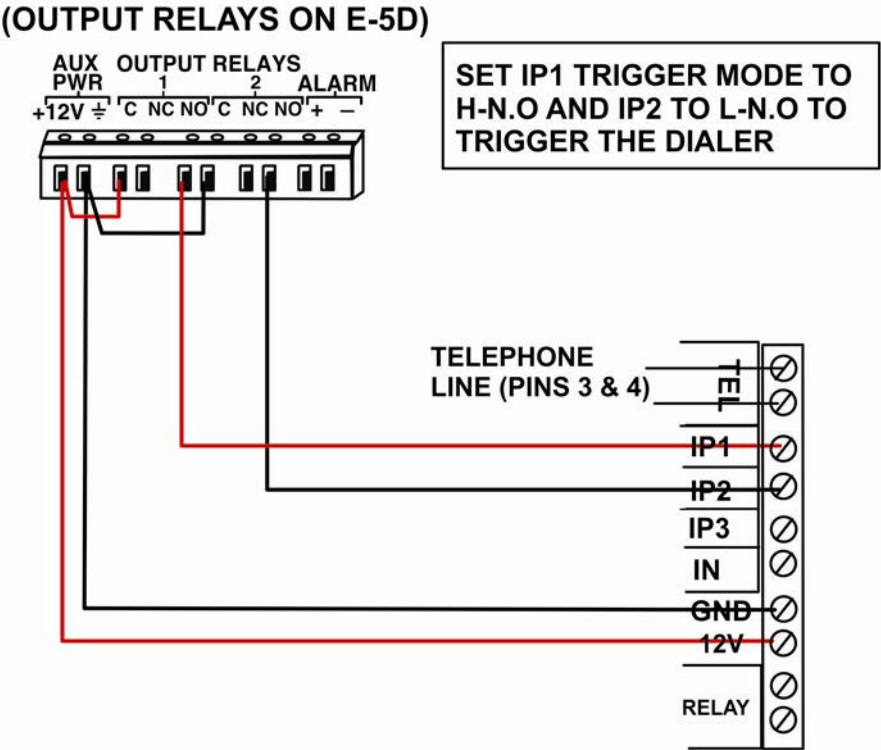 (OUTPUT RELAYS ON E-5D)
AUX PWR
OUTPUT RELAYS
1 2
ALARM
+12V C NC NO C NC NO + –
SET IP1 TRIGGER MODE TO
H-N.O AND IP2 TO L-N.O TO
TRIGGER THE DIALER
TELEPHONE
LINE (PINS 3 & 4)
TEL
IP1
IP2
IP3
IN
GND
12V
RELAY